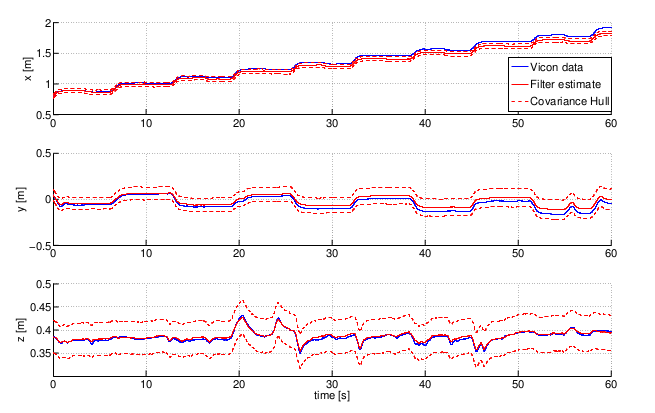 2
1.5
1
0.5
x [m]
0 10 20 30 40 50 60
Vicon data
Filter estimate
Covariance Hull
0.5
0
−0.5
y [m]
0 10 20 30 40 50 60
0.5
0.45
0.4
0.35
z [m]
0 10 20 30 40 50 60
time [s]